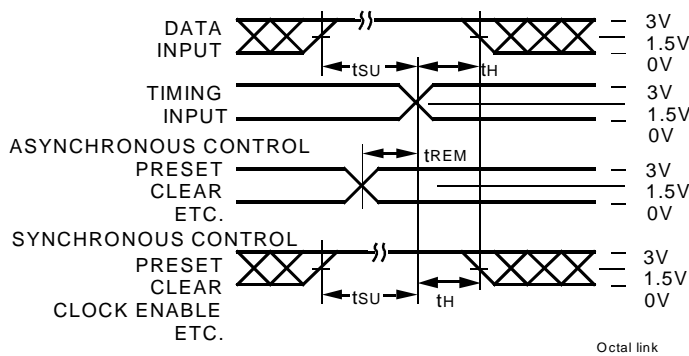 DATA
INPUT
3V
1.5V
0V
tSU
tH
TIMING
INPUT
3V
1.5V
0V
ASYNCHRONOUS CONTROL
tREM
PRESET
CLEAR
ETC.
3V
1.5V
0V
SYNCHRONOUS CONTROL
PRESET
CLEAR
CLOCK ENABLE
ETC.
3V
1.5V
0V
tSU
tH
Octal link